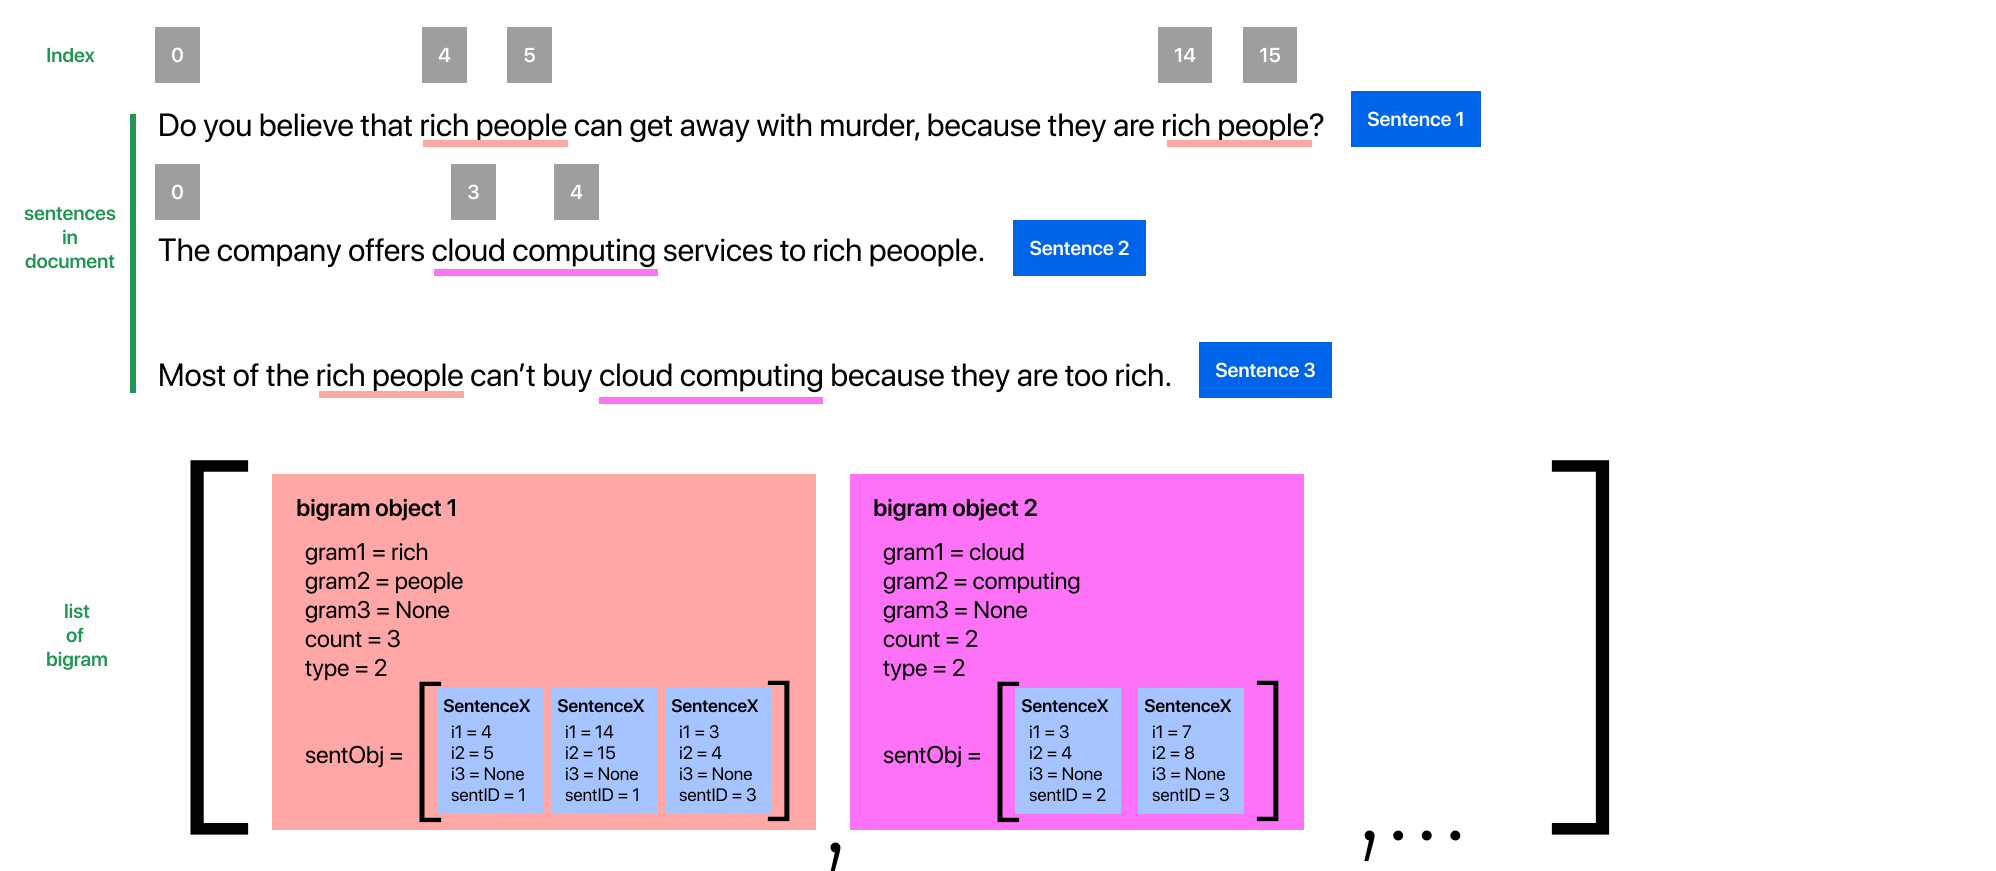 Index
0
4
5
14
15
Do you believe that rich people can get away with murder, because they are rich people?
Sentence 1
0
3
4
sentences
in
document
The company offers cloud computing services to rich peoople.
Sentence 2
Most of the rich people can’t buy cloud computing because they are too rich.
Sentence 3
list
of
bigram
[
bigram object 1
gram1 = rich
gram2 = people
gram3 = None
count = 3
type = 2
sentObj =
[
SentenceX
i1 = 4
i2 = 5
i3 = None
sentID = 1
SentenceX
i1 = 14
i2 = 15
i3 = None
sentID = 1
SentenceX
i1 = 3
i2 = 4
i3 = None
sentID = 3
]
,
bigram object 2
gram1 = cloud
gram2 = computing
gram3 = None
count = 2
type = 2
sentObj =
[
SentenceX
i1 = 3
i2 = 4
i3 = None
sentID = 2
SentenceX
i1 = 7
i2 = 8
i3 = None
sentID = 3
]
,...
]